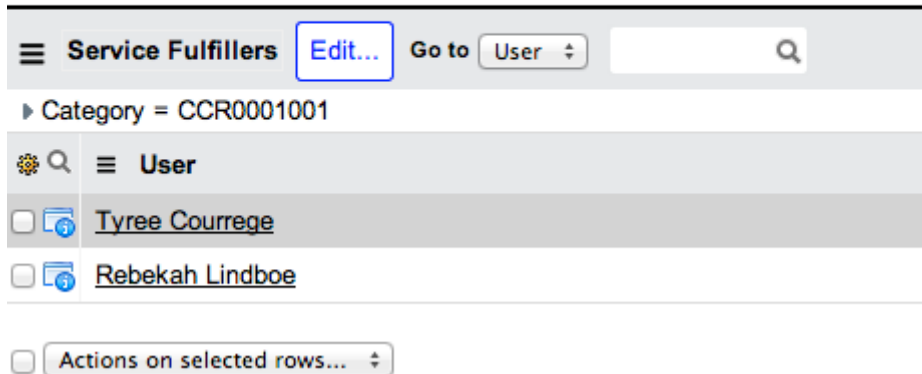 Service Fulfillers Edit... Go to User
Category = CCR0001001
User
Tyree Courrege
Rebekah Lindboe
Actions on selected rows...